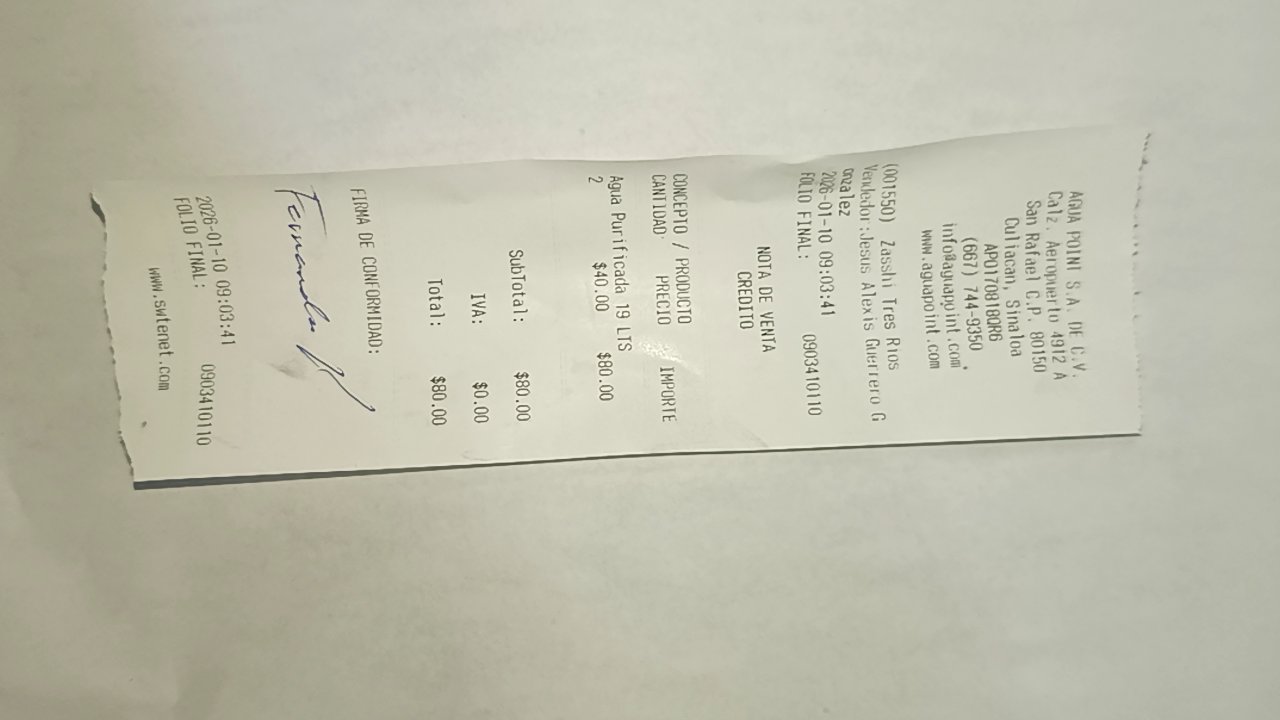 AGUA POINT S.A. DE C.V.
Calz. Aeropuerto 4912 A
San Rafael C.P. 80150
Culiacan, Sinaloa
APO170818QR6
(667) 744-9350
info@aguapoint.com
www.aguapoint.com
(001550) Zasshi Tres Rios
Vendedor:Jesus Alexis Guerrero G
onzalez
2026-01-10 09:03:41
FOLIO FINAL: 0903410110
NOTA DE VENTA
CREDITO
CONCEPTO / PRODUCTO
CANTIDAD PRECIO IMPORTE
Agua Purificada 19 LTS
2 $40.00 $80.00
SubTotal: $80.00
IVA: $0.00
Total: $80.00
FIRMA DE CONFORMIDAD:
Fernanda
2026-01-10 09:03:41
FOLIO FINAL: 0903410110
www.swtenet.com